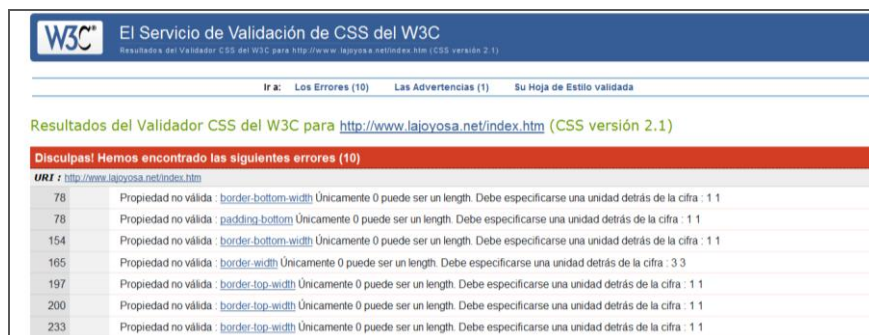 W3C®
El Servicio de Validación de CSS del W3C
Resultados del Validador CSS del W3C para http://www.lajoyosa.net/index.htm (CSS versión 2.1)
Ir a: Los Errores (10) Las Advertencias (1) Su Hoja de Estilo validada
Resultados del Validador CSS del W3C para http://www.lajoyosa.net/index.htm (CSS versión 2.1)
Disculpas! Hemos encontrado las siguientes errores (10)
URI : http://www.lajoyosa.net/index.htm
78 Propiedad no válida : border-bottom-width Únicamente 0 puede ser un length. Debe especificarse una unidad detrás de la cifra : 1 1
78 Propiedad no válida : padding-bottom Únicamente 0 puede ser un length. Debe especificarse una unidad detrás de la cifra : 1 1
154 Propiedad no válida : border-bottom-width Únicamente 0 puede ser un length. Debe especificarse una unidad detrás de la cifra : 1 1
165 Propiedad no válida : border-width Únicamente 0 puede ser un length. Debe especificarse una unidad detrás de la cifra : 3 3
197 Propiedad no válida : border-top-width Únicamente 0 puede ser un length. Debe especificarse una unidad detrás de la cifra : 1 1
200 Propiedad no válida : border-top-width Únicamente 0 puede ser un length. Debe especificarse una unidad detrás de la cifra : 1 1
233 Propiedad no válida : border-top-width Únicamente 0 puede ser un length. Debe especificarse una unidad detrás de la cifra : 1 1